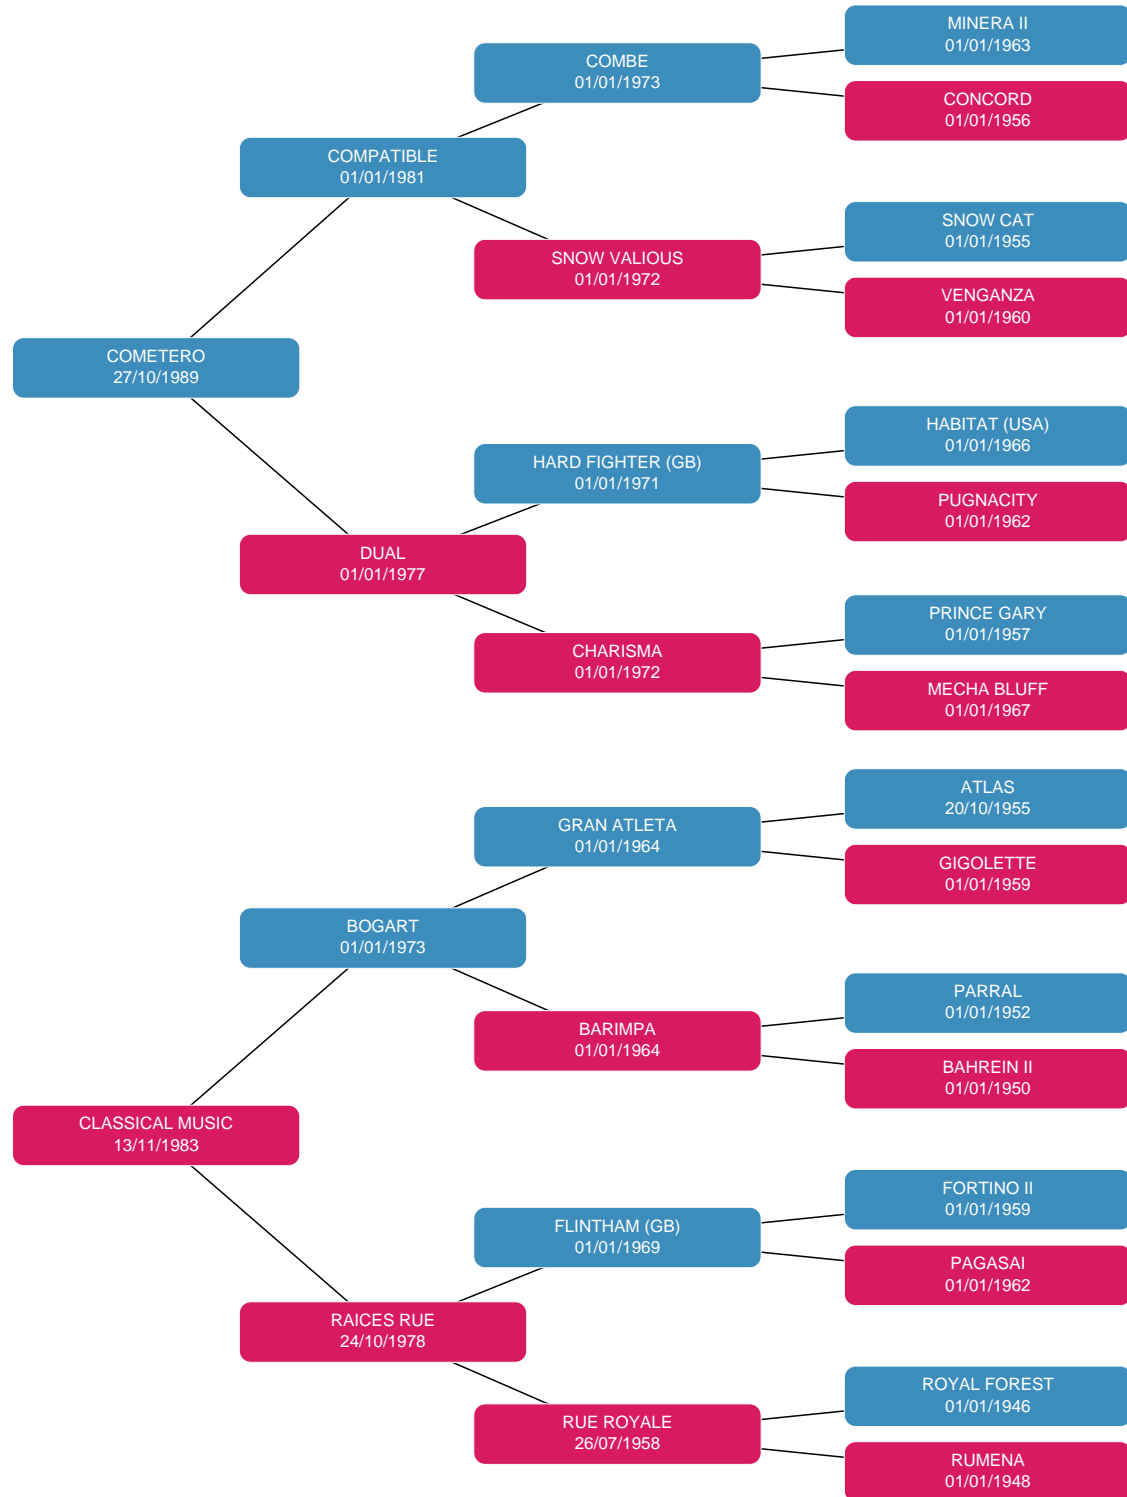 MINERA II
01/01/1963
COMBE
01/01/1973
CONCORD
01/01/1956
COMPATIBLE
01/01/1981
SNOW CAT
01/01/1955
SNOW VALIOUS
01/01/1972
VENGANZA
01/01/1960
COMETERO
27/10/1989
HABITAT (USA)
01/01/1966
HARD FIGHTER (GB)
01/01/1971
PUGNACITY
01/01/1962
DUAL
01/01/1977
PRINCE GARY
01/01/1957
CHARISMA
01/01/1972
MECHA BLUFF
01/01/1967
ATLAS
20/10/1955
GRAN ATLETA
01/01/1964
GIGOLETTE
01/01/1959
BOGART
01/01/1973
PARRAL
01/01/1952
BARIMPA
01/01/1964
BAHREIN II
01/01/1950
CLASSICAL MUSIC
13/11/1983
FORTINO II
01/01/1959
FLINTHAM (GB)
01/01/1969
PAGASAI
01/01/1962
RAICES RUE
24/10/1978
ROYAL FOREST
01/01/1946
RUE ROYALE
26/07/1958
RUMENA
01/01/1948